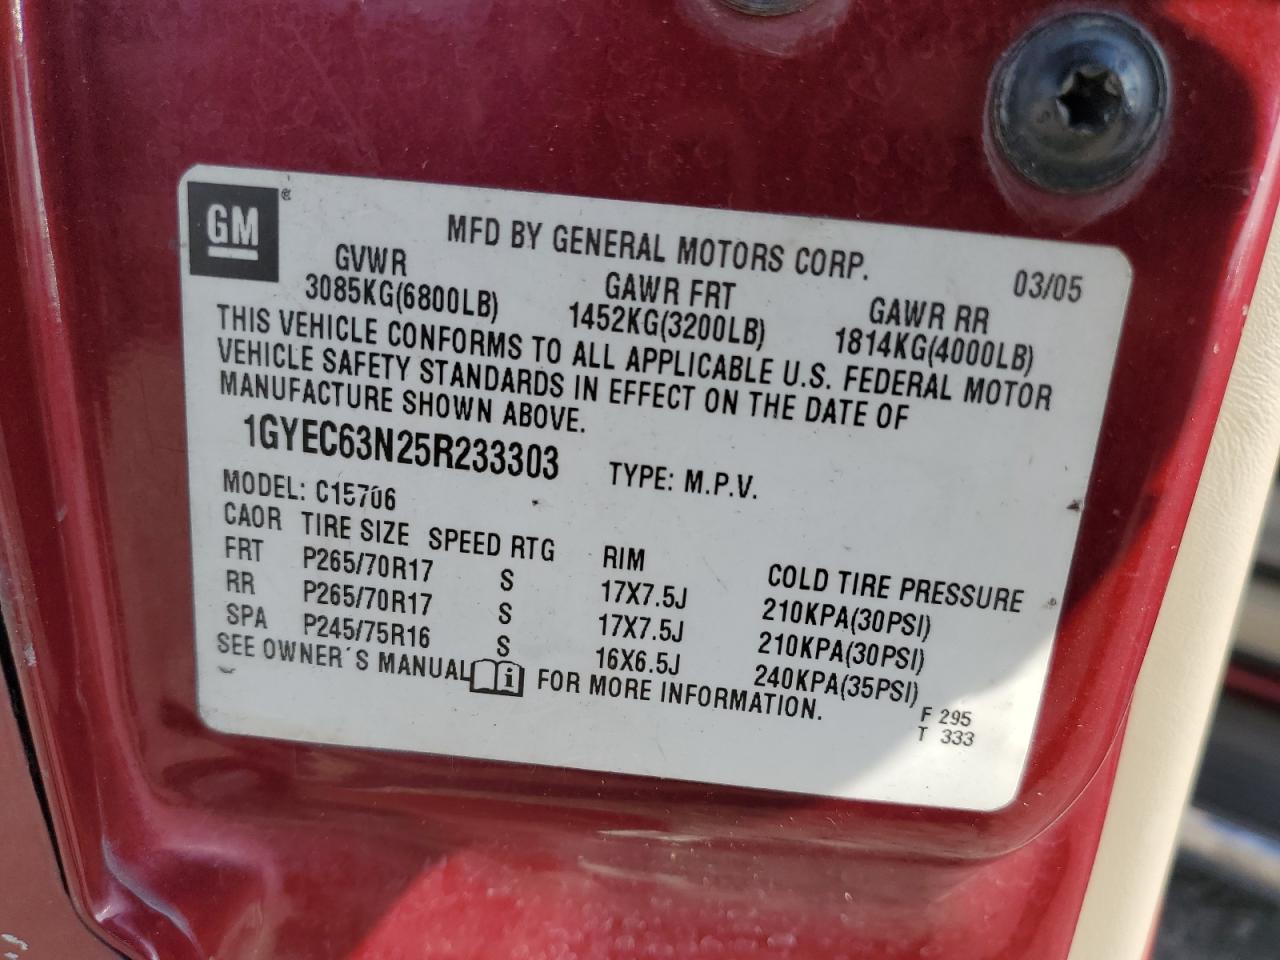 GM®
MFD BY GENERAL MOTORS CORP. 03/05
GVWR GAWR FRT GAWR RR
3085KG(6800LB) 1452KG(3200LB) 1814KG(4000LB)
THIS VEHICLE CONFORMS TO ALL APPLICABLE U.S. FEDERAL MOTOR
VEHICLE SAFETY STANDARDS IN EFFECT ON THE DATE OF
MANUFACTURE SHOWN ABOVE.
1GYEC63N25R233303 TYPE: M.P.V.
MODEL: C15706
CAOR TIRE SIZE SPEED RTG RIM COLD TIRE PRESSURE
FRT P265/70R17 S 17X7.5J 210KPA(30PSI)
RR P265/70R17 S 17X7.5J 210KPA(30PSI)
SPA P245/75R16 S 16X6.5J 240KPA(35PSI)
SEE OWNER´S MANUAL i FOR MORE INFORMATION.
F 295
T 333